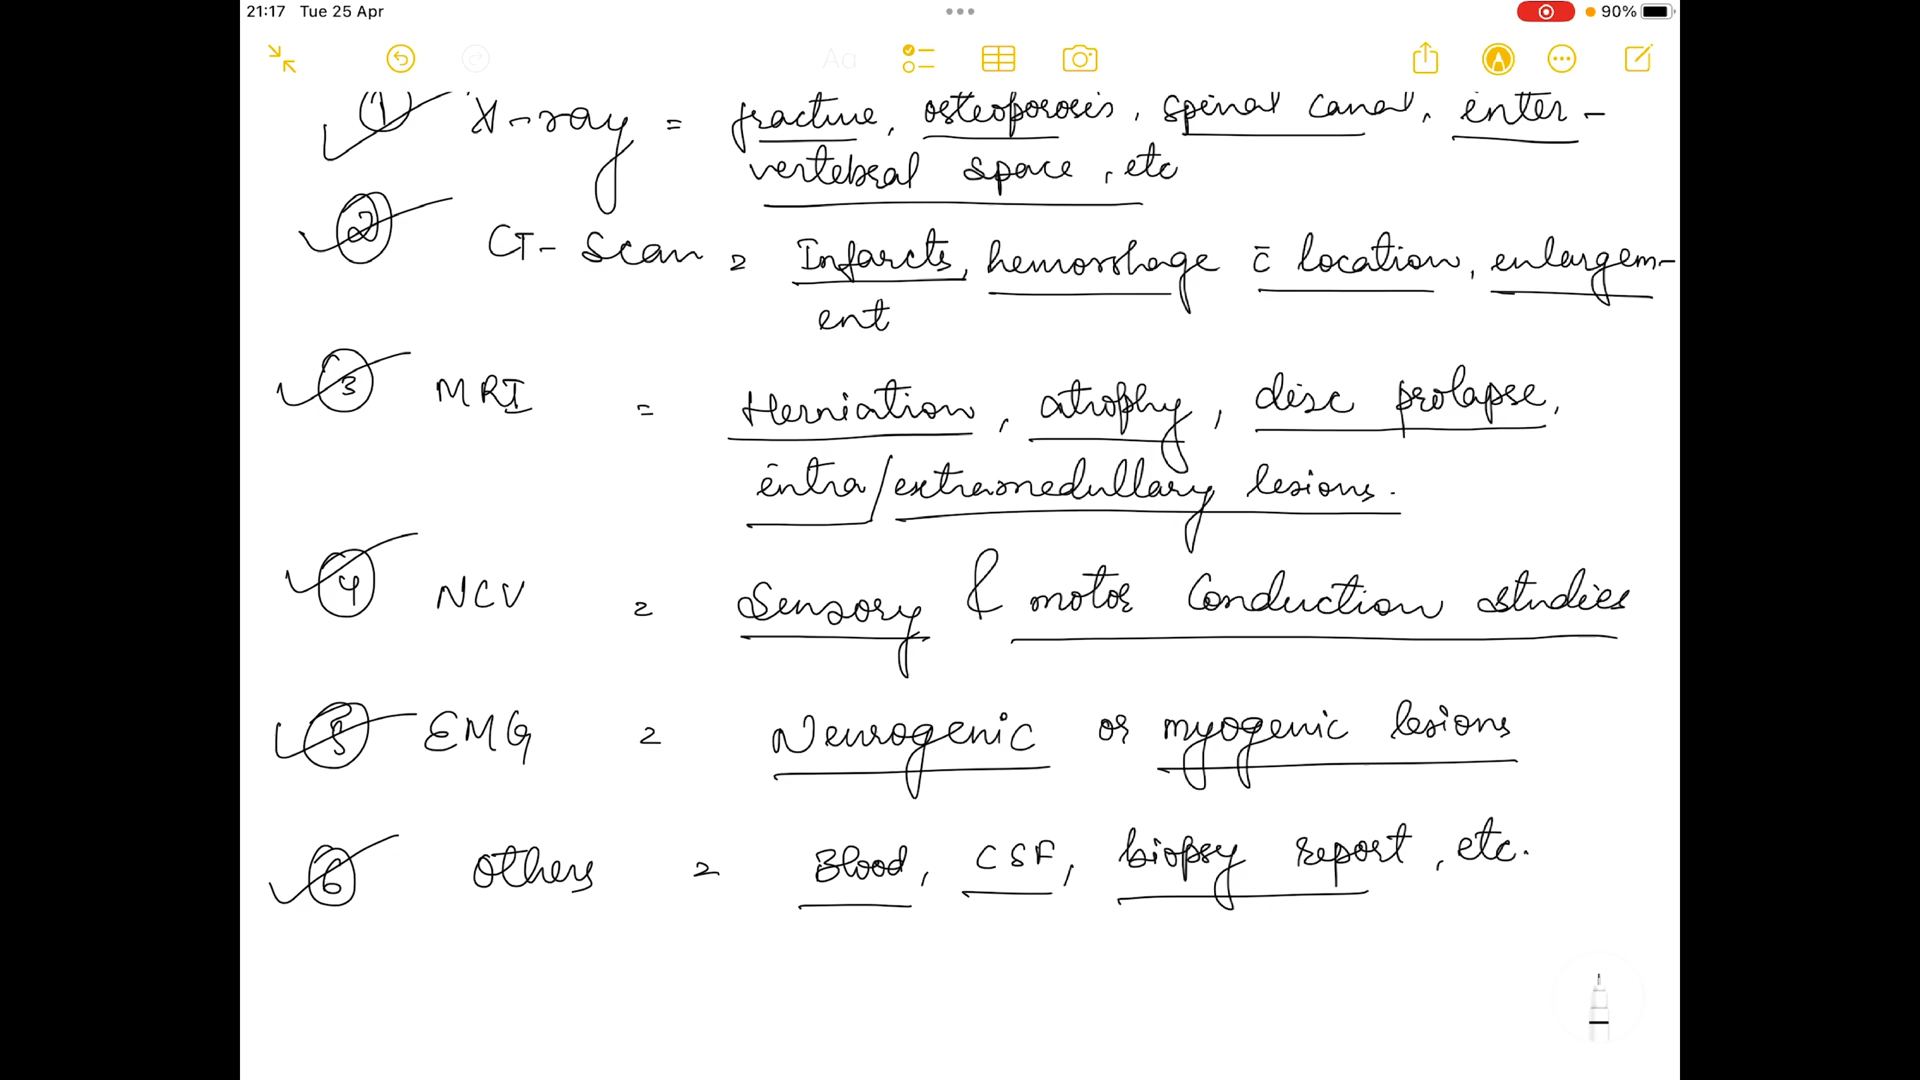 21:17 Tue 25 Apr
90%
Aa
① X-ray = fracture, osteoporosis, spinal canal, inter-
vertebral space, etc
② CT-Scan = Infarcts, hemorrhage c̄ location, enlargem-
ent
③ MRI = Herniation, atrophy, disc prolapse,
intra/extramedullary lesions.
④ NCV = Sensory & motor Conduction studies
⑤ EMG = Neurogenic or myogenic lesions
⑥ Others = Blood, CSF, biopsy report, etc.